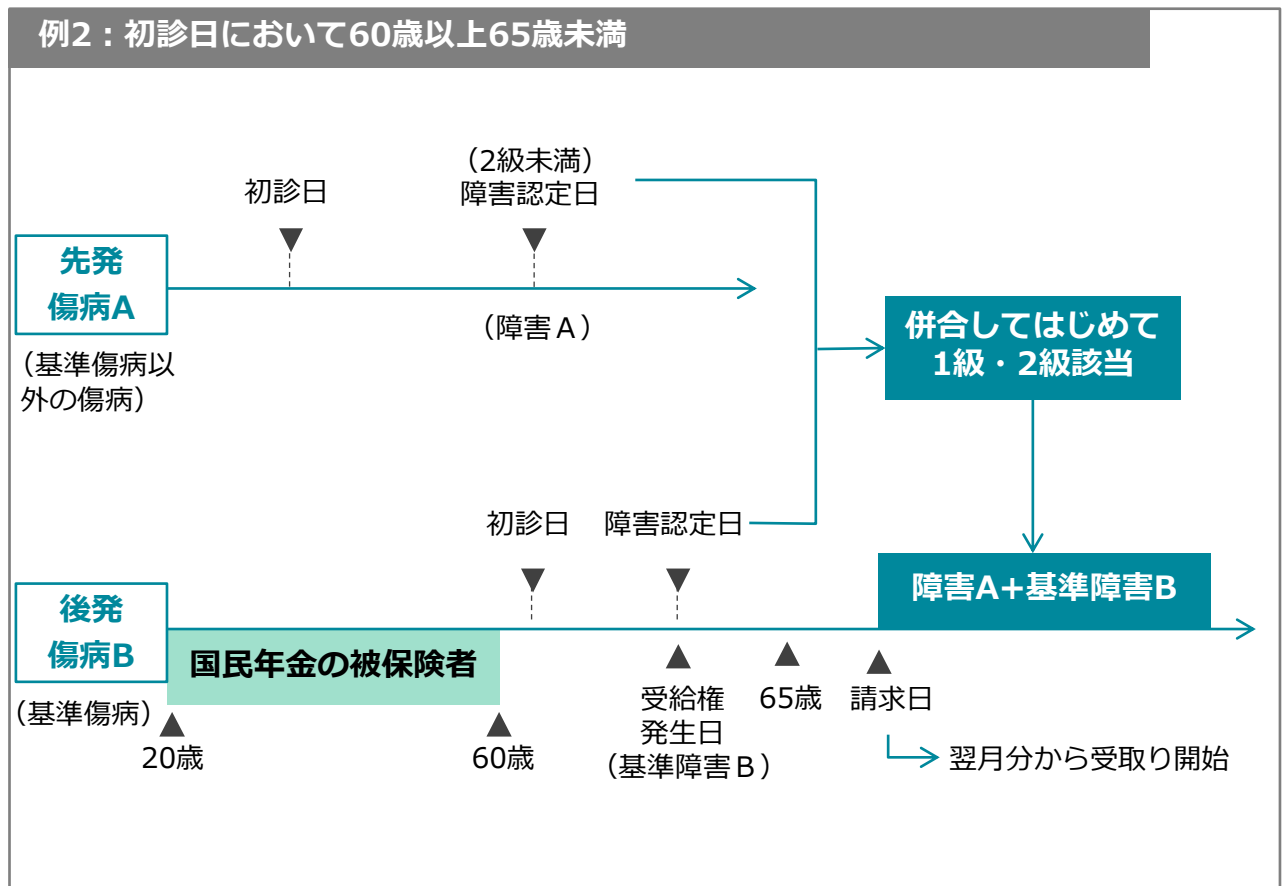 例2：初診日において60歳以上65歳未満
（2級未満）
初診日
障害認定日
先発
傷病A
（障害Ａ）
（基準傷病以
外の傷病）
併合してはじめて
1級・2級該当
初診日
障害認定日
障害A+基準障害B
後発
傷病B
国民年金の被保険者
（基準傷病）
20歳
60歳
受給権
発生日
（基準障害Ｂ）
65歳
請求日
翌月分から受取り開始